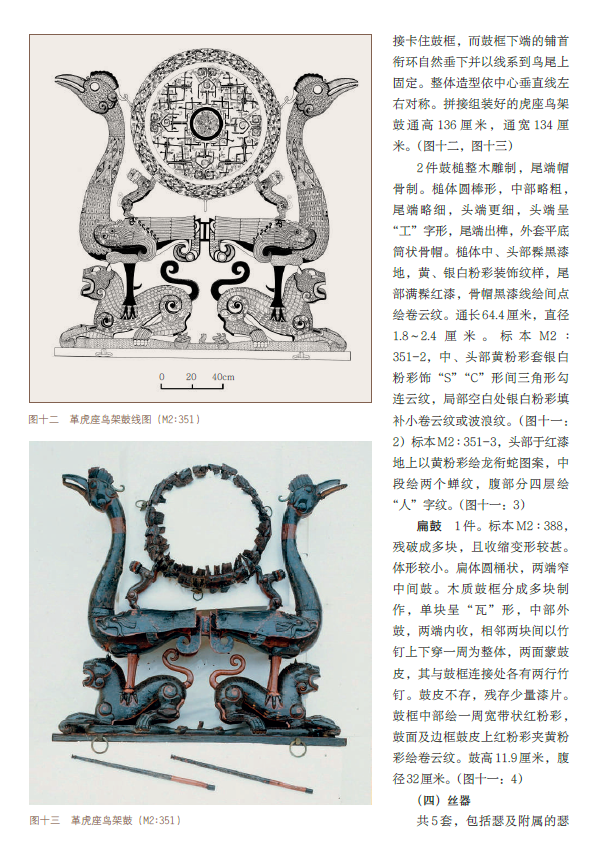 0 20 40cm
图十二 革虎座鸟架鼓线图（M2:351）
图十三 革虎座鸟架鼓（M2:351）
接卡住鼓框，而鼓框下端的铺首
衔环自然垂下并以线系到鸟尾上
固定。整体造型依中心垂直线左
右对称。拼接组装好的虎座鸟架
鼓通高 136 厘米，通宽 134 厘
米。（图十二，图十三）
2 件鼓槌整木雕制，尾端帽
骨制。槌体圆棒形，中部略粗，
尾端略细，头端更细，头端呈
“工”字形，尾端出榫，外套平底
筒状骨帽。槌体中、头部髹黑漆
地，黄、银白粉彩装饰纹样，尾
部满髹红漆，骨帽黑漆线绘间点
绘卷云纹。通长 64.4 厘米，直径
1.8～2.4 厘米。标本 M2：
351-2，中、头部黄粉彩套银白
粉彩饰“S”“C”形间三角形勾
连云纹，局部空白处银白粉彩填
补小卷云纹或波浪纹。（图十一：
2）标本 M2：351-3，头部于红漆
地上以黄粉彩绘龙衔蛇图案，中
段绘两个蝉纹，腹部分四层绘
“人”字纹。（图十一：3）
扁鼓 1 件。标本 M2：388，
残破成多块，且收缩变形较甚。
体形较小。扁体圆桶状，两端窄
中间鼓。木质鼓框分成多块制
作，单块呈“瓦”形，中部外
鼓，两端内收，相邻两块间以竹
钉上下穿一周为整体，两面蒙鼓
皮，其与鼓框连接处各有两行竹
钉。鼓皮不存，残存少量漆片。
鼓框中部绘一周宽带状红粉彩，
鼓面及边框鼓皮上红粉彩夹黄粉
彩绘卷云纹。鼓高 11.9 厘米，腹
径 32 厘米。（图十一：4）
（四）丝器
共 5 套，包括瑟及附属的瑟